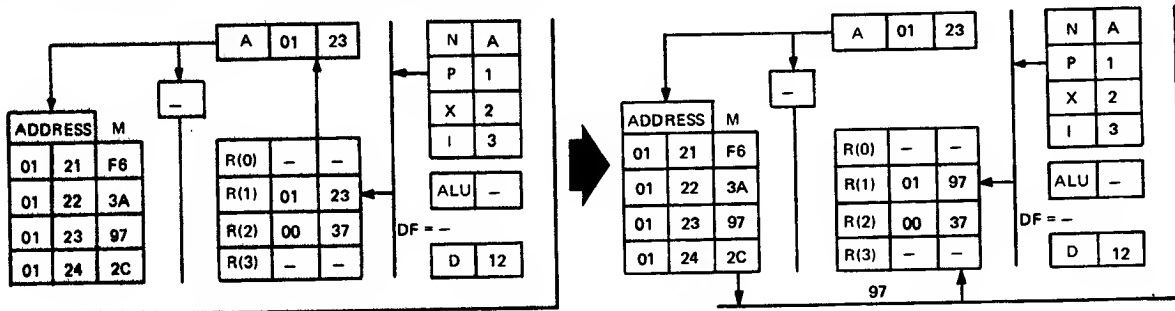 A 01 23
N A
P 1
X 2
I 3
–
ADDRESS M
01 21 F6
01 22 3A
01 23 97
01 24 2C
R(0) – –
R(1) 01 23
R(2) 00 37
R(3) – –
ALU –
DF = –
D 12
A 01 23
N A
P 1
X 2
I 3
–
ADDRESS M
01 21 F6
01 22 3A
01 23 97
01 24 2C
R(0) – –
R(1) 01 97
R(2) 00 37
R(3) – –
ALU –
DF = –
D 12
97